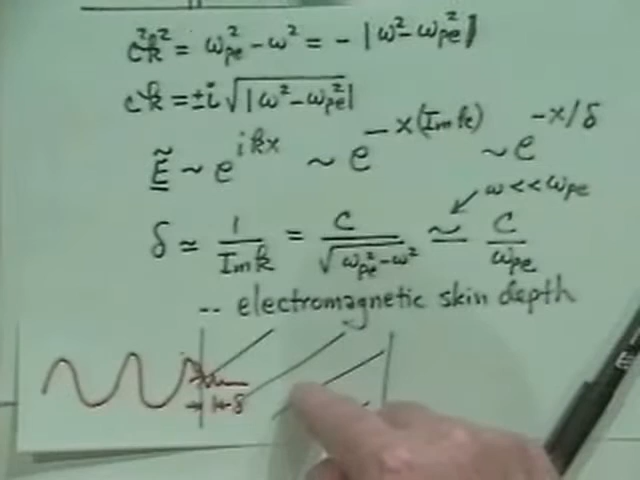 c²k² = ω²pe − ω² = − |ω² − ω²pe|
ck = ±i √|ω² − ω²pe|
Ẽ ~ e^{ikx} ~ e^{−x(Im k)} ~ e^{−x/δ}
ω << ωpe
δ ≃ 1/Im k = c/√(ω²pe − ω²) ≃ c/ωpe
-- electromagnetic skin depth
δ